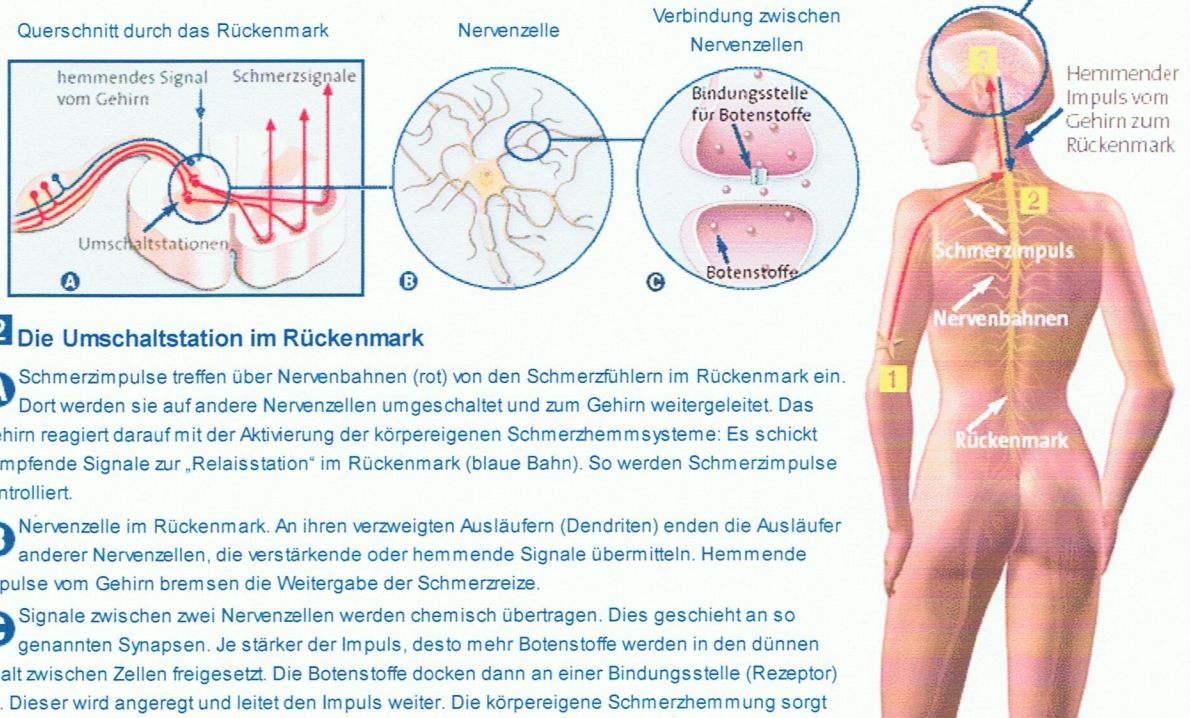 Querschnitt durch das Rückenmark
Nervenzelle
Verbindung zwischen
Nervenzellen
hemmendes Signal
vom Gehirn
Schmerzsignale
Umschaltstationen
A
B
Bindungsstelle
für Botenstoffe
Botenstoffe
C
3
Hemmender
Impuls vom
Gehirn zum
Rückenmark
2
Schmerzimpuls
Nervenbahnen
1
Rückenmark
2 Die Umschaltstation im Rückenmark
A Schmerzimpulse treffen über Nervenbahnen (rot) von den Schmerzfühlern im Rückenmark ein.
Dort werden sie auf andere Nervenzellen umgeschaltet und zum Gehirn weitergeleitet. Das
ehirn reagiert darauf mit der Aktivierung der körpereigenen Schmerzhemmsysteme: Es schickt
mpfende Signale zur „Relaisstation“ im Rückenmark (blaue Bahn). So werden Schmerzimpulse
ntrolliert.
B Nervenzelle im Rückenmark. An ihren verzweigten Ausläufern (Dendriten) enden die Ausläufer
anderer Nervenzellen, die verstärkende oder hemmende Signale übermitteln. Hemmende
pulse vom Gehirn bremsen die Weitergabe der Schmerzreize.
C Signale zwischen zwei Nervenzellen werden chemisch übertragen. Dies geschieht an so
genannten Synapsen. Je stärker der Impuls, desto mehr Botenstoffe werden in den dünnen
alt zwischen Zellen freigesetzt. Die Botenstoffe docken dann an einer Bindungsstelle (Rezeptor)
. Dieser wird angeregt und leitet den Impuls weiter. Die körpereigene Schmerzhemmung sorgt